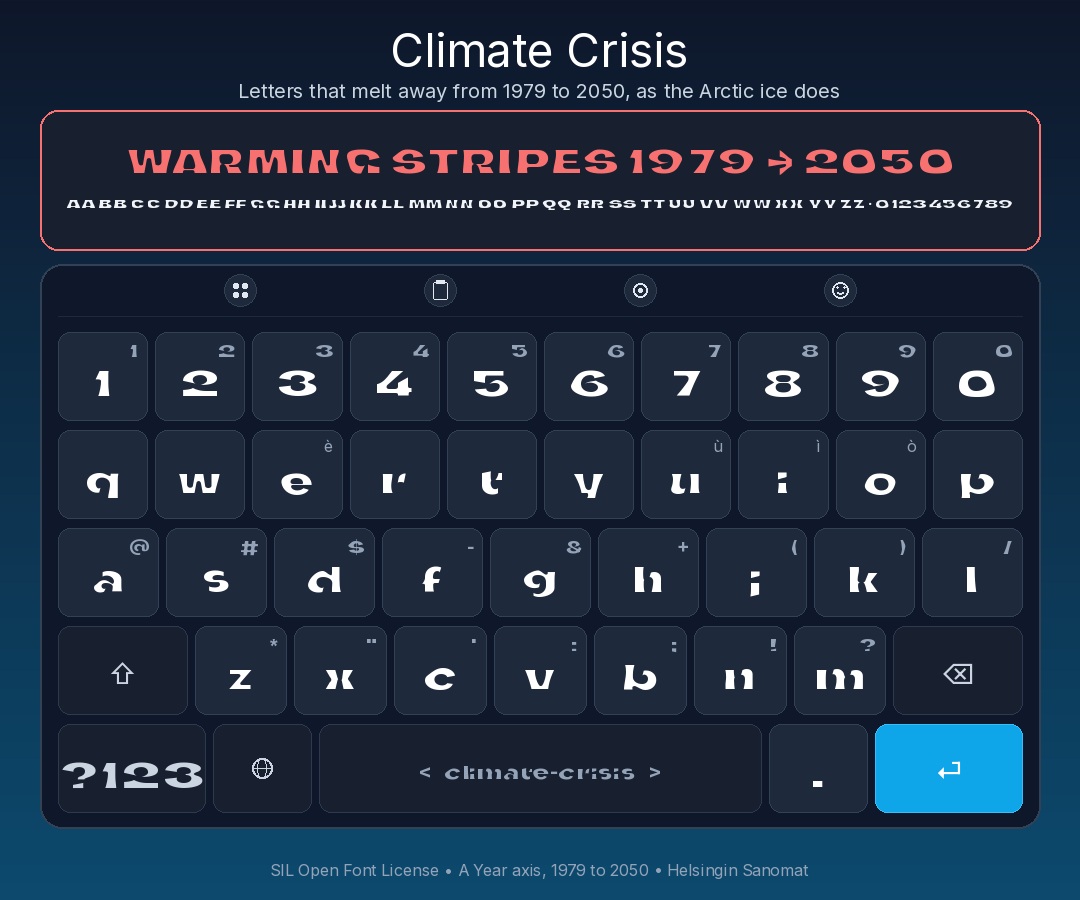 Climate Crisis
Letters that melt away from 1979 to 2050, as the Arctic ice does
WARMING STRIPES 1979 → 2050
AA BB CC DD EE FF GG HH II JJ KK LL MM NN OO PP QQ RR SS TT UU VV WW XX YY ZZ · 0123456789
1 2 3 4 5 6 7 8 9 0
1 2 3 4 5 6 7 8 9 0
è ù ì ò
q w e r t y u i o p
@ # $ - & + ( ) /
a s d f g h j k l
* " ' : ; ! ?
z x c v b n m
?123 < climate-crisis > .
SIL Open Font License • A Year axis, 1979 to 2050 • Helsingin Sanomat